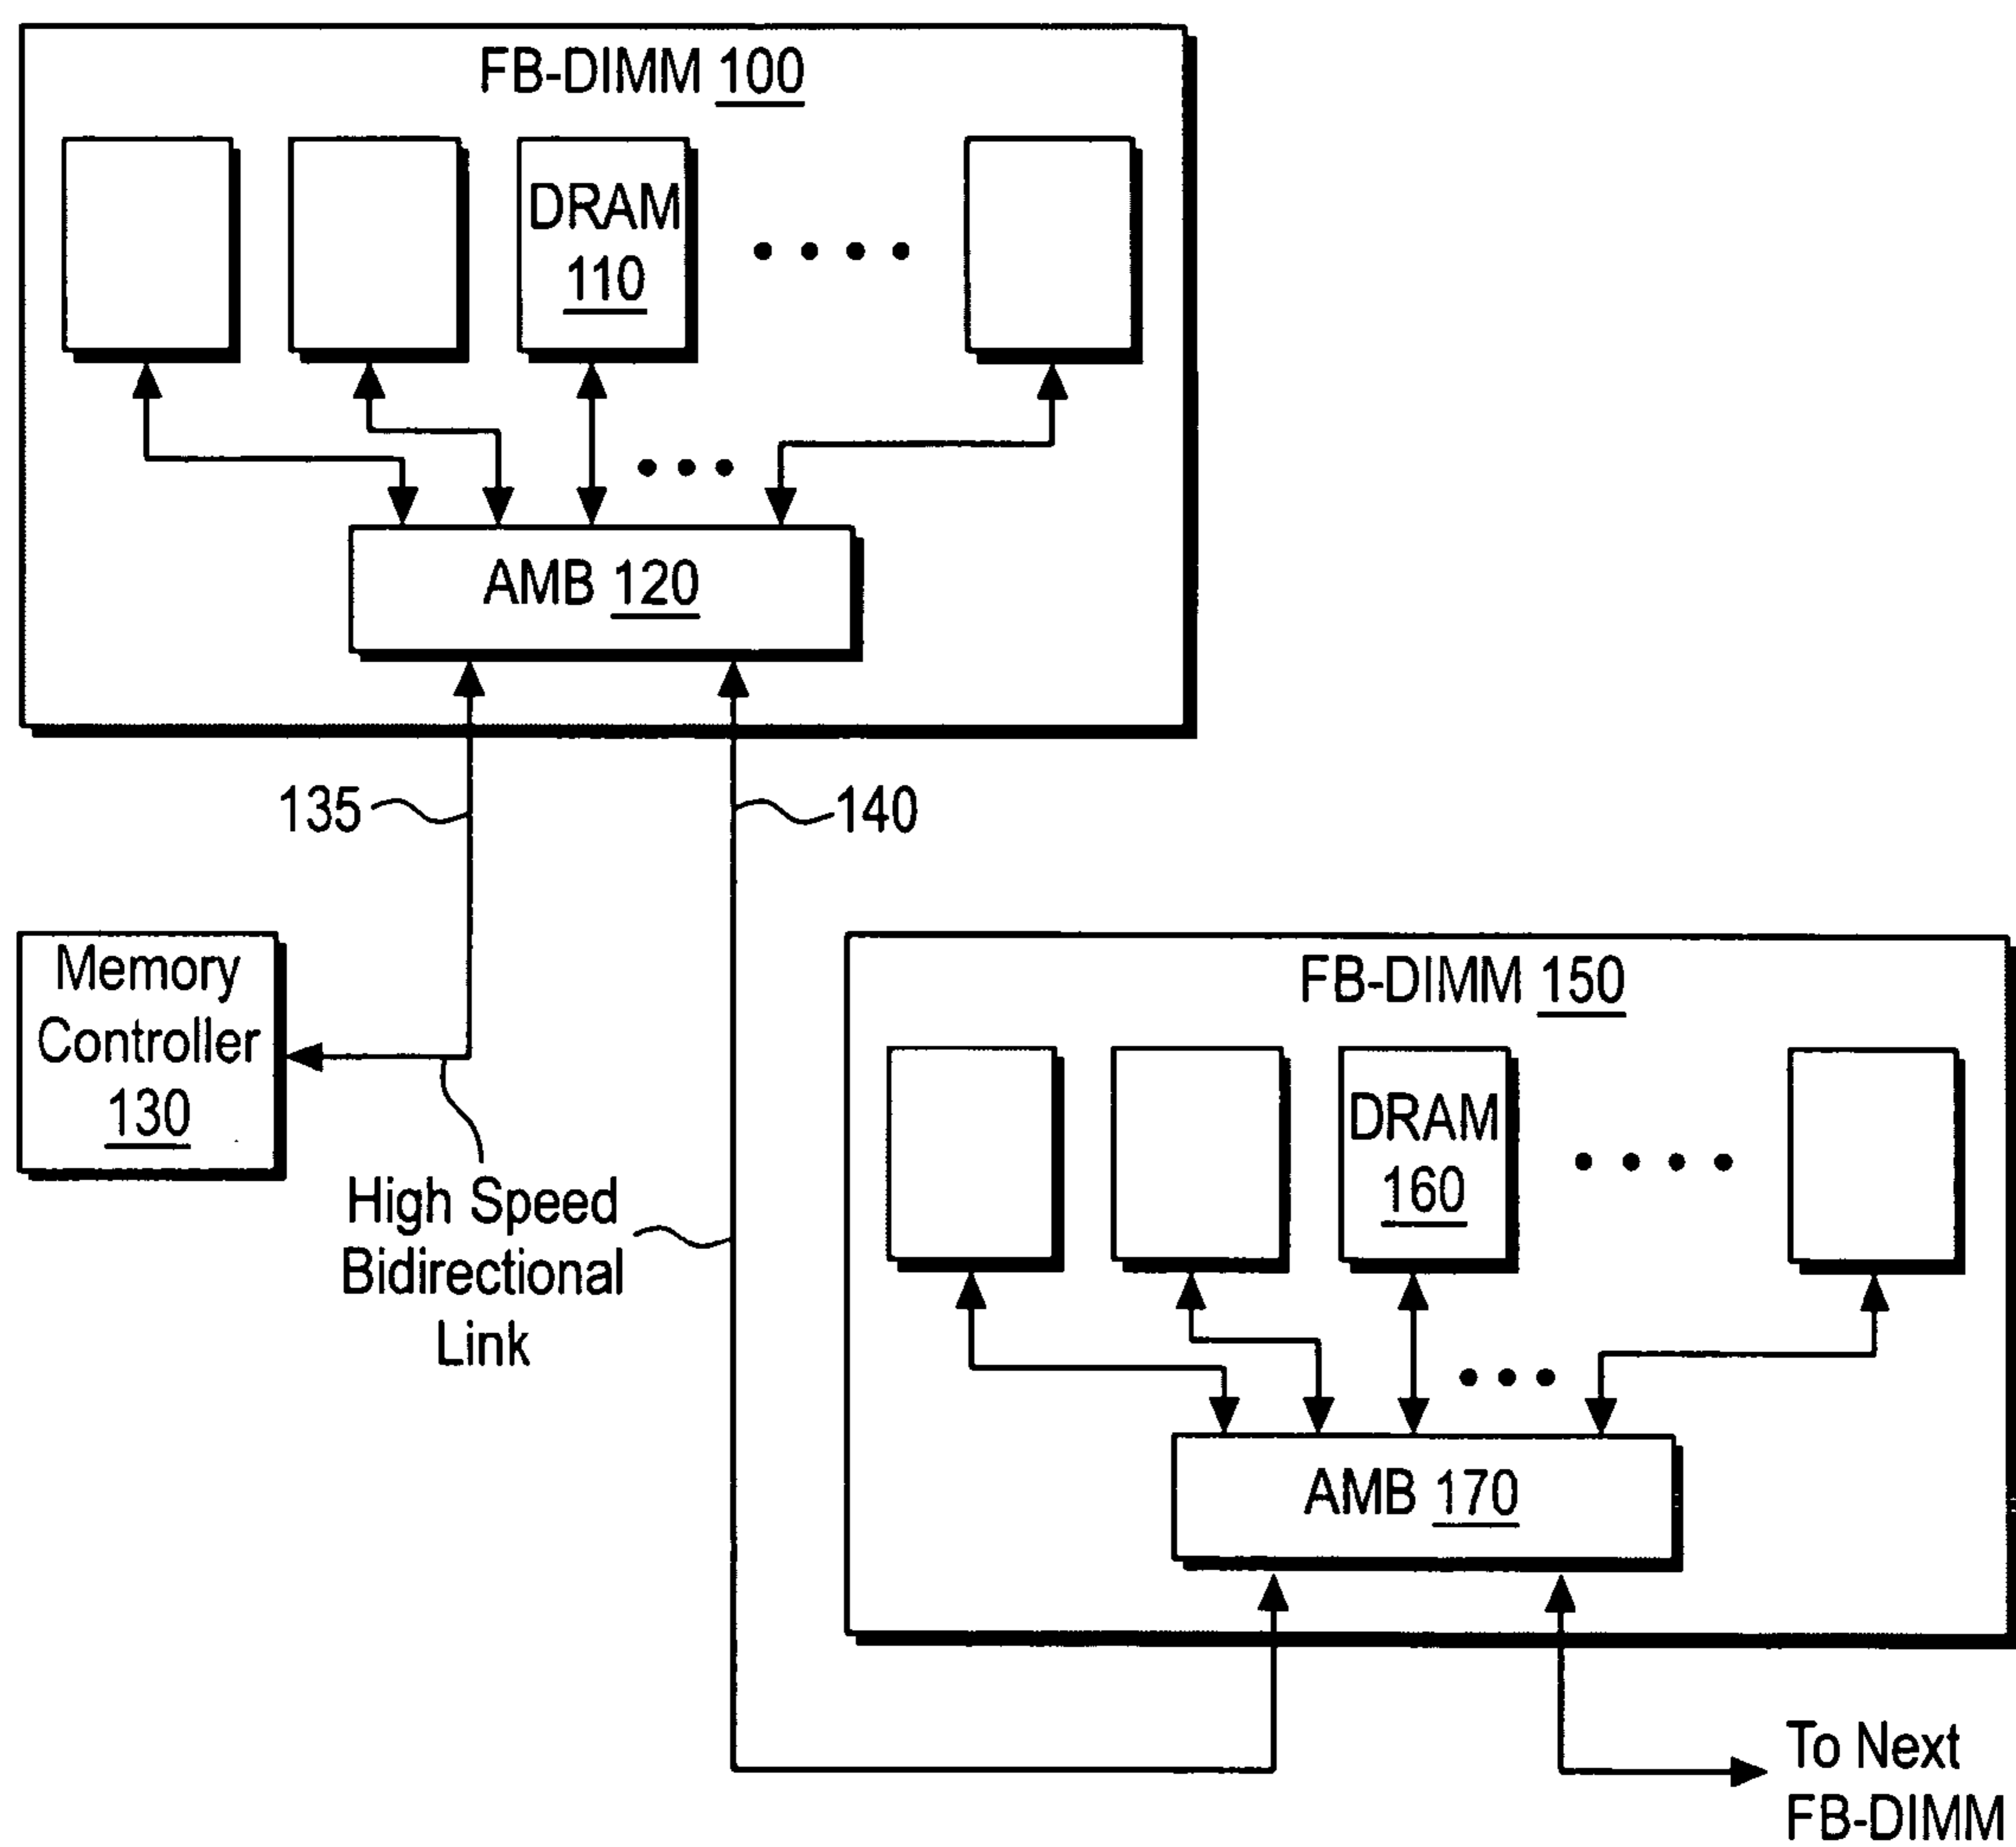 FB-DIMM 100
DRAM
110
AMB 120
135
140
Memory
Controller
130
High Speed
Bidirectional
Link
FB-DIMM 150
DRAM
160
AMB 170
To Next
FB-DIMM